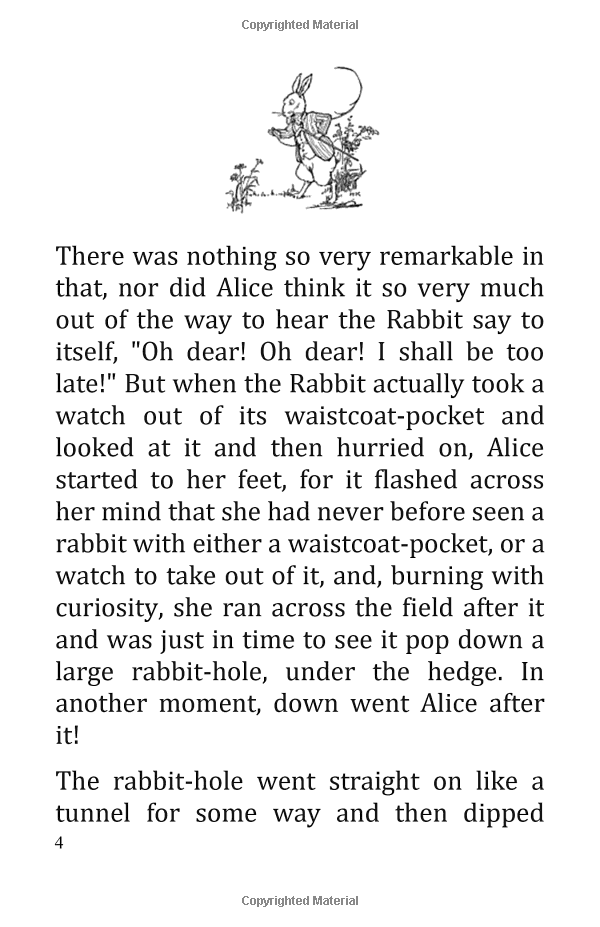 Copyrighted Material
There was nothing so very remarkable in
that, nor did Alice think it so very much
out of the way to hear the Rabbit say to
itself, "Oh dear! Oh dear! I shall be too
late!" But when the Rabbit actually took a
watch out of its waistcoat-pocket and
looked at it and then hurried on, Alice
started to her feet, for it flashed across
her mind that she had never before seen a
rabbit with either a waistcoat-pocket, or a
watch to take out of it, and, burning with
curiosity, she ran across the field after it
and was just in time to see it pop down a
large rabbit-hole, under the hedge. In
another moment, down went Alice after
it!
The rabbit-hole went straight on like a
tunnel for some way and then dipped
4
Copyrighted Material